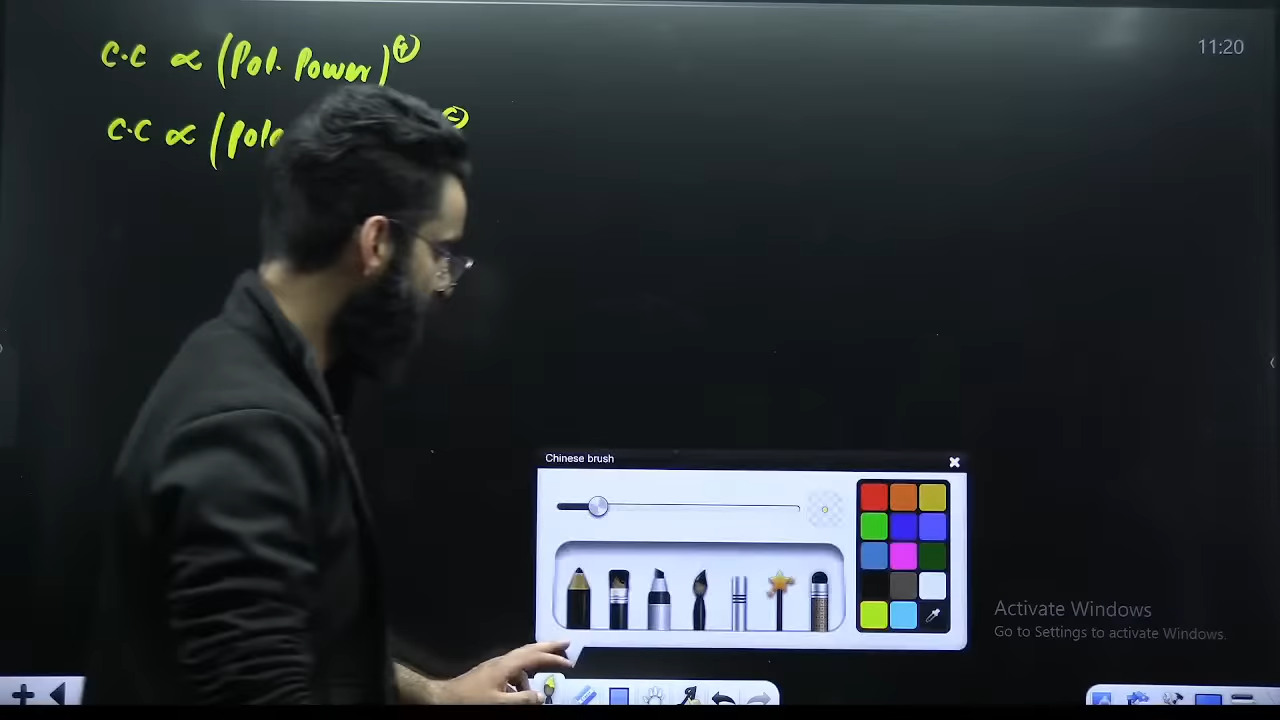 C.C ∝ (Pol. Power)⊕
11:20
C.C ∝ (Pola ⊖
Chinese brush
Activate Windows
Go to Settings to activate Windows.